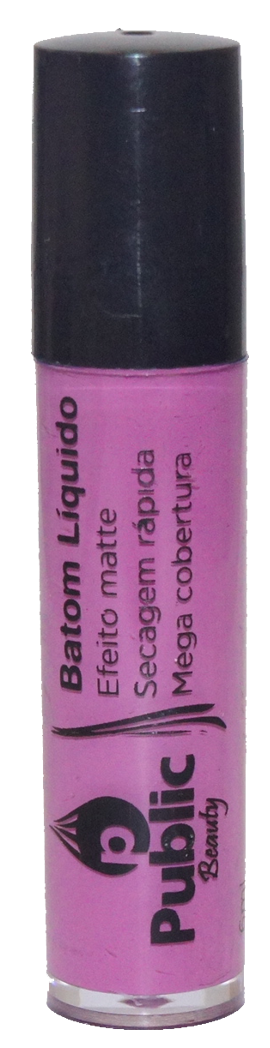 Batom Líquido
Efeito matte
Secagem rápida
Mega cobertura
Public
Beauty